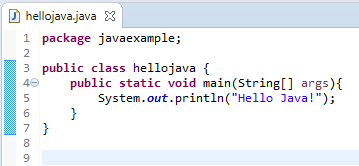 hellojava.java
1 package javaexample;
2
3 public class hellojava {
4 public static void main(String[] args){
5 System.out.println("Hello Java!");
6 }
7 }
8
9